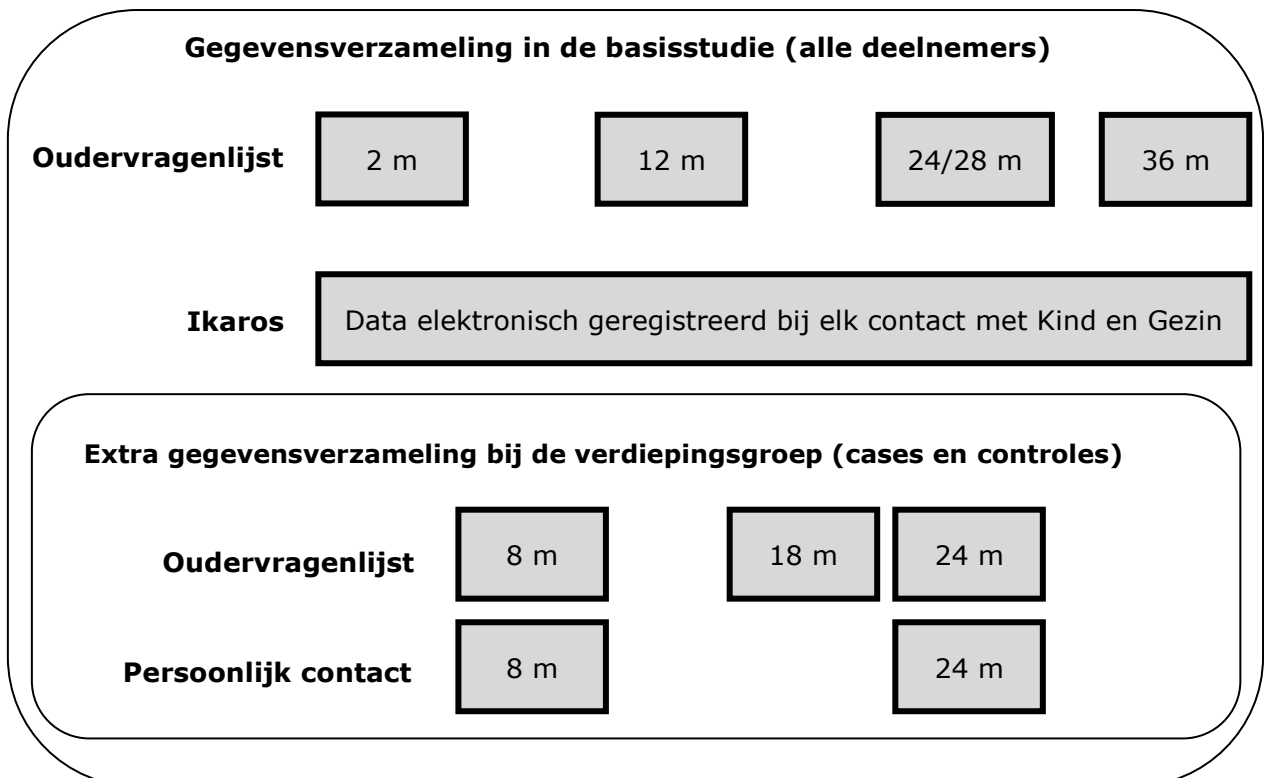 Gegevensverzameling in de basisstudie (alle deelnemers)
Oudervragenlijst 2 m 12 m 24/28 m 36 m
Ikaros Data elektronisch geregistreerd bij elk contact met Kind en Gezin
Extra gegevensverzameling bij de verdiepingsgroep (cases en controles)
Oudervragenlijst 8 m 18 m 24 m
Persoonlijk contact 8 m 24 m